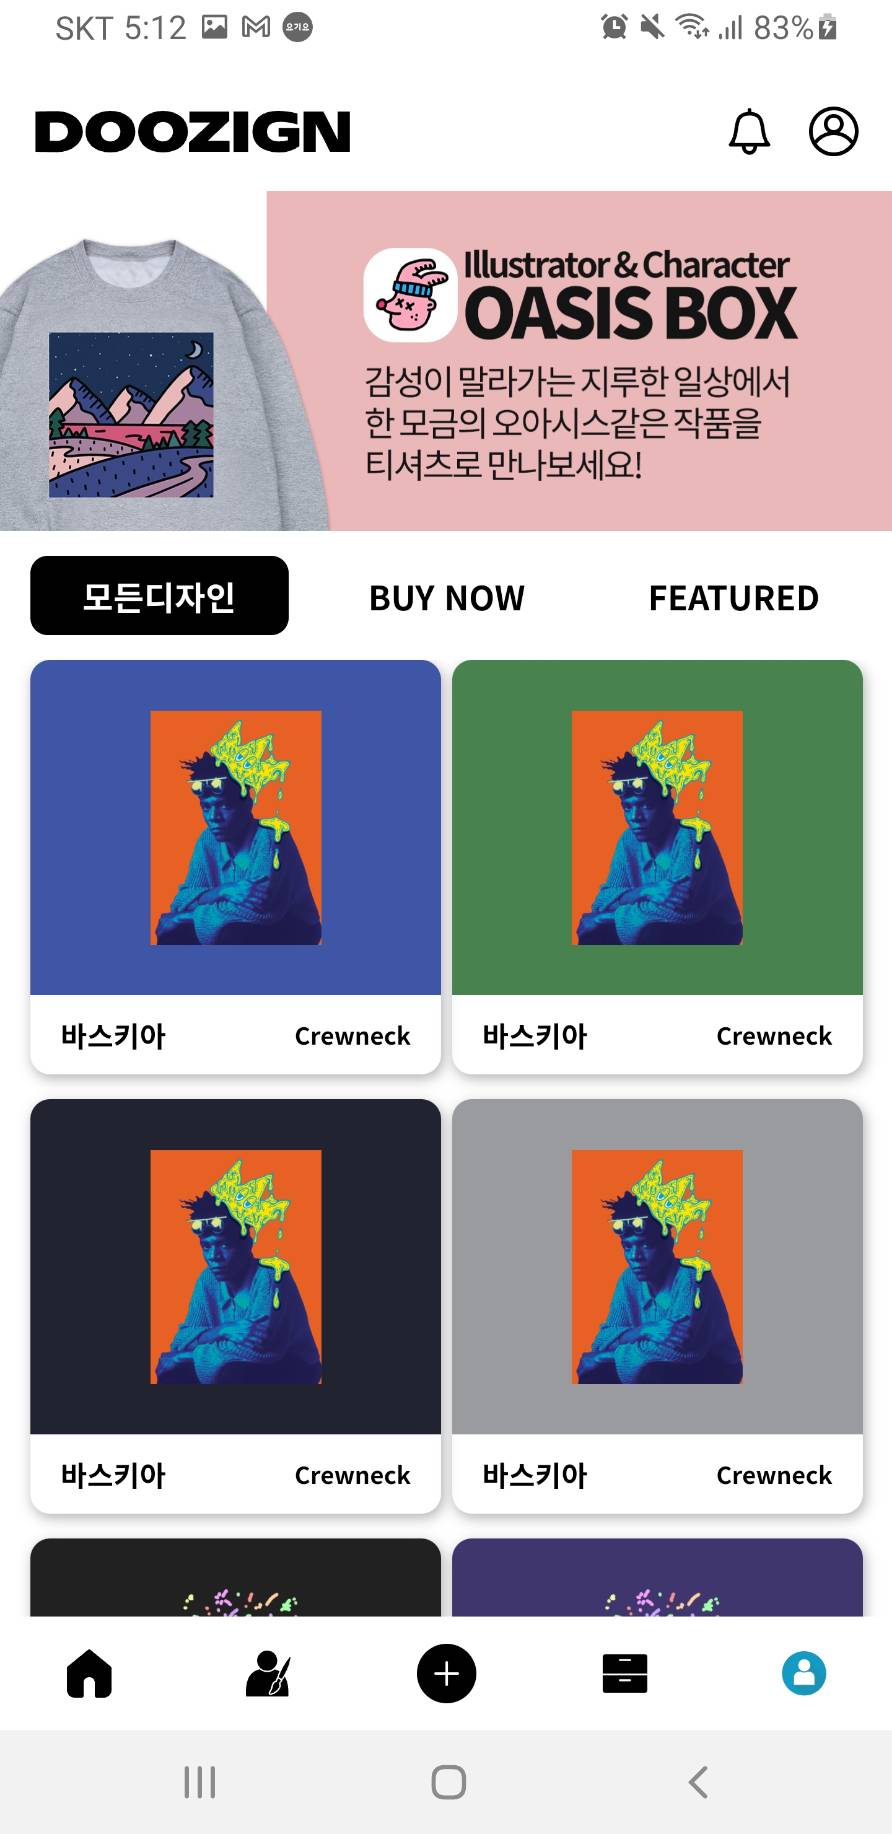 SKT 5:12
요기요
83%
DOOZIGN
Illustrator & Character
OASIS BOX
감성이 말라가는 지루한 일상에서
한 모금의 오아시스같은 작품을
티셔츠로 만나보세요!
모든디자인 BUY NOW FEATURED
바스키아 Crewneck
바스키아 Crewneck
바스키아 Crewneck
바스키아 Crewneck